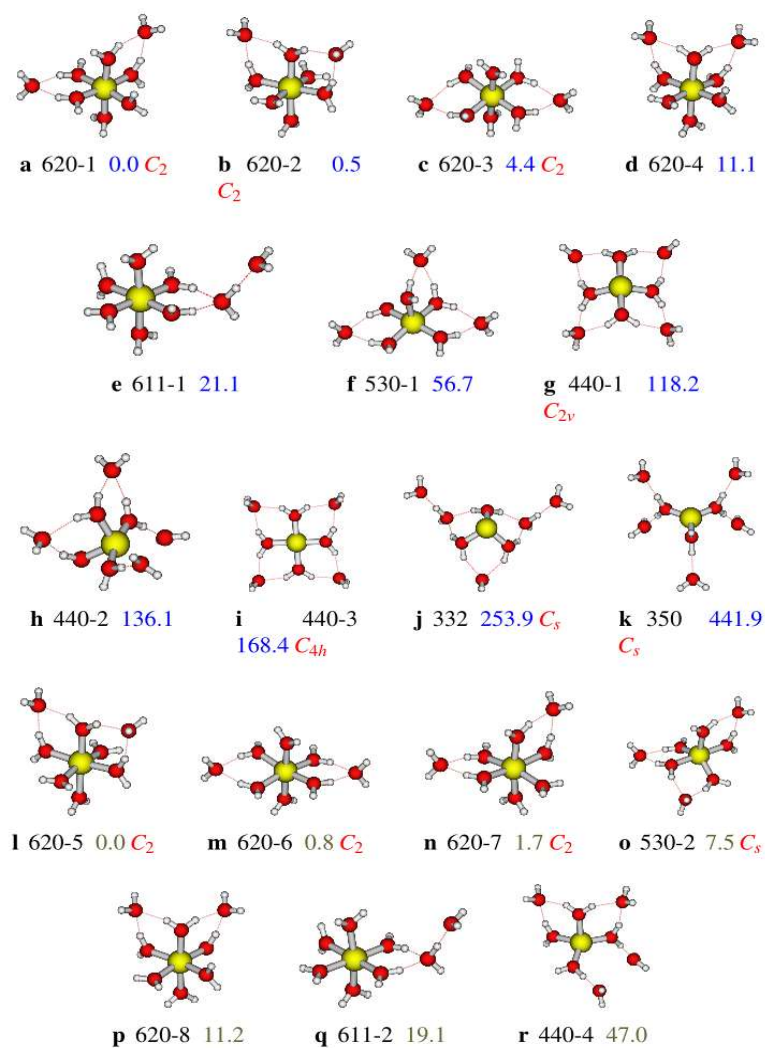 a 620-1 0.0 C2 b 620-2 0.5 c 620-3 4.4 C2 d 620-4 11.1
C2
e 611-1 21.1 f 530-1 56.7 g 440-1 118.2
C2v
h 440-2 136.1 i 440-3 j 332 253.9 Cs k 350 441.9
168.4 C4h Cs
l 620-5 0.0 C2 m 620-6 0.8 C2 n 620-7 1.7 C2 o 530-2 7.5 Cs
p 620-8 11.2 q 611-2 19.1 r 440-4 47.0